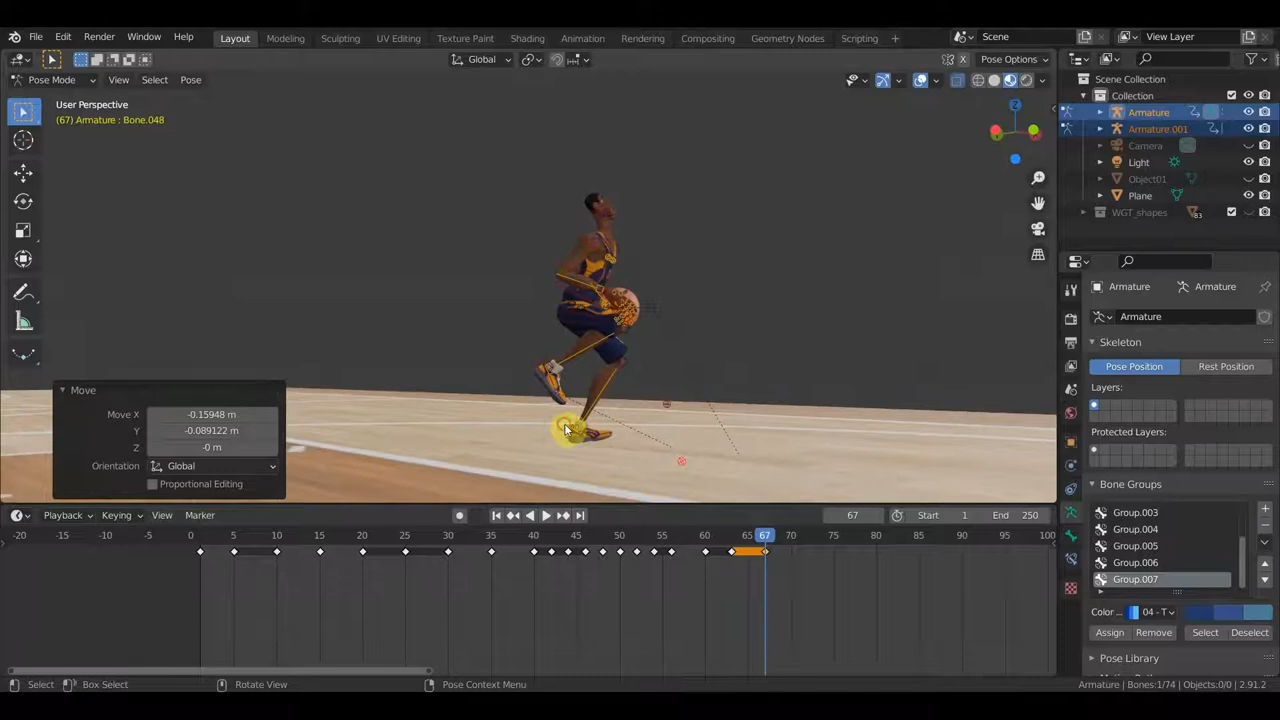 File Edit Render Window Help Layout Modeling Sculpting UV Editing Texture Paint Shading Animation Rendering Compositing Geometry Nodes Scripting + Scene View Layer
Pose Mode View Select Pose Global Pose Options X
User Perspective
(67) Armature : Bone.048
Z
Scene Collection
Collection
Armature
Armature.001
Camera
Light
Object01
Plane
WGT_shapes 83
Armature Armature
Armature
Skeleton
Pose Position Rest Position
Layers:
Protected Layers:
Bone Groups
Group.003
Group.004
Group.005
Group.006
Group.007
Color ... 04 - T
Assign Remove Select Deselect
Pose Library
Move
Move X -0.15948 m
Y -0.089122 m
Z -0 m
Orientation Global
Proportional Editing
Playback Keying View Marker 67 Start 1 End 250
-20 -15 -10 -5 0 5 10 15 20 25 30 35 40 45 50 55 60 65 67 70 75 80 85 90 95 100
Select Box Select Rotate View Pose Context Menu Armature | Bones:1/74 | Objects:0/0 | 2.91.2